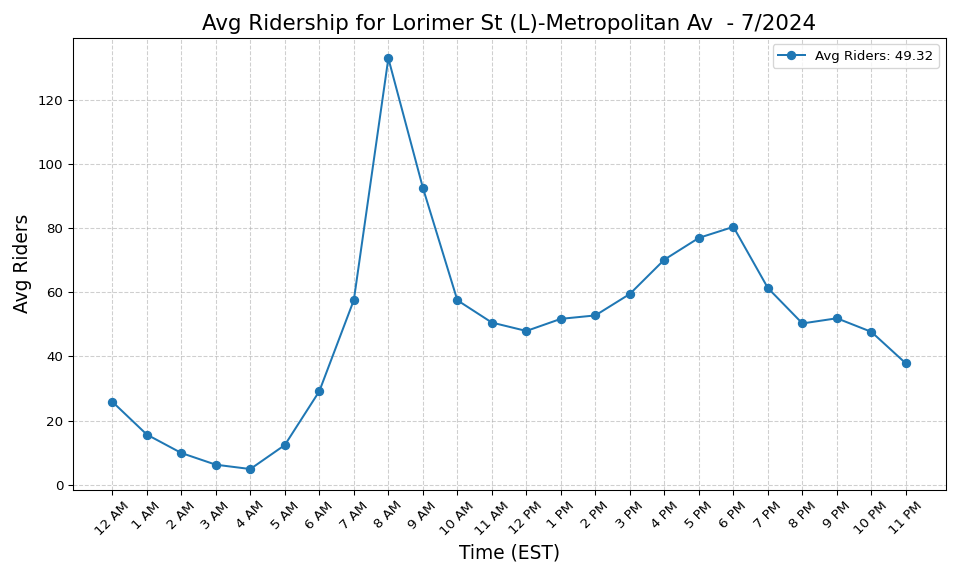 Avg Ridership for Lorimer St (L)-Metropolitan Av  - 7/2024
Avg Riders: 49.32
Avg Riders
120
100
80
60
40
20
0
12 AM
1 AM
2 AM
3 AM
4 AM
5 AM
6 AM
7 AM
8 AM
9 AM
10 AM
11 AM
12 PM
1 PM
2 PM
3 PM
4 PM
5 PM
6 PM
7 PM
8 PM
9 PM
10 PM
11 PM
Time (EST)